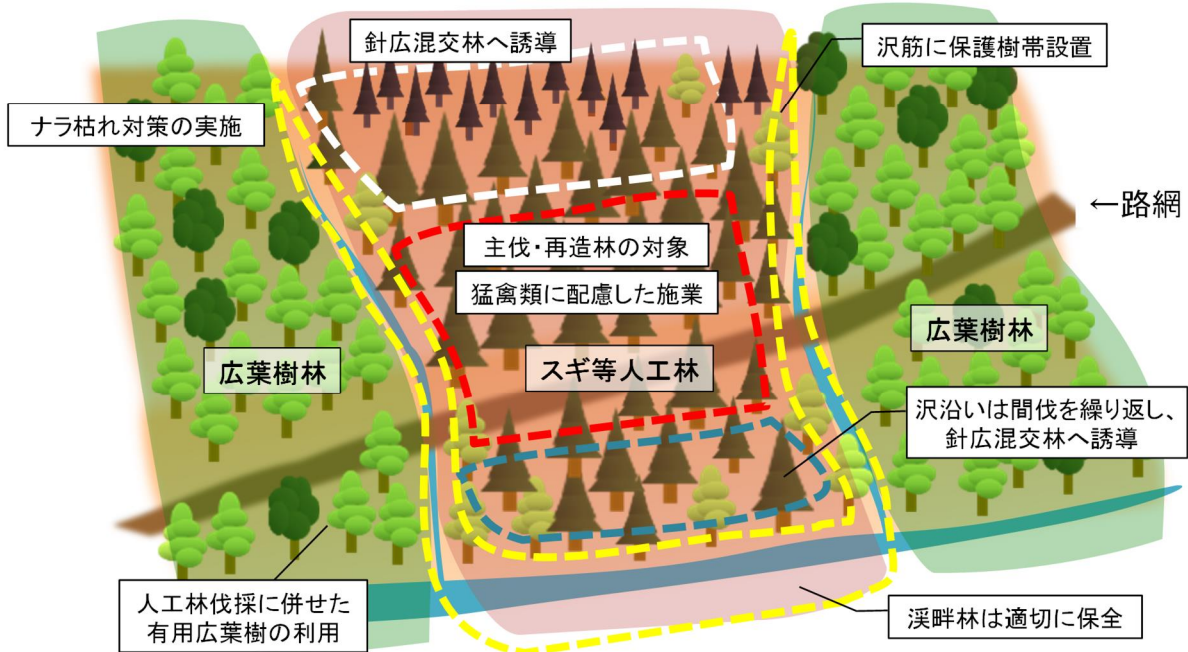 針広混交林へ誘導
沢筋に保護樹帯設置
ナラ枯れ対策の実施
←路網
主伐・再造林の対象
猛禽類に配慮した施業
広葉樹林
スギ等人工林
広葉樹林
沢沿いは間伐を繰り返し、
針広混交林へ誘導
人工林伐採に併せた
有用広葉樹の利用
渓畔林は適切に保全